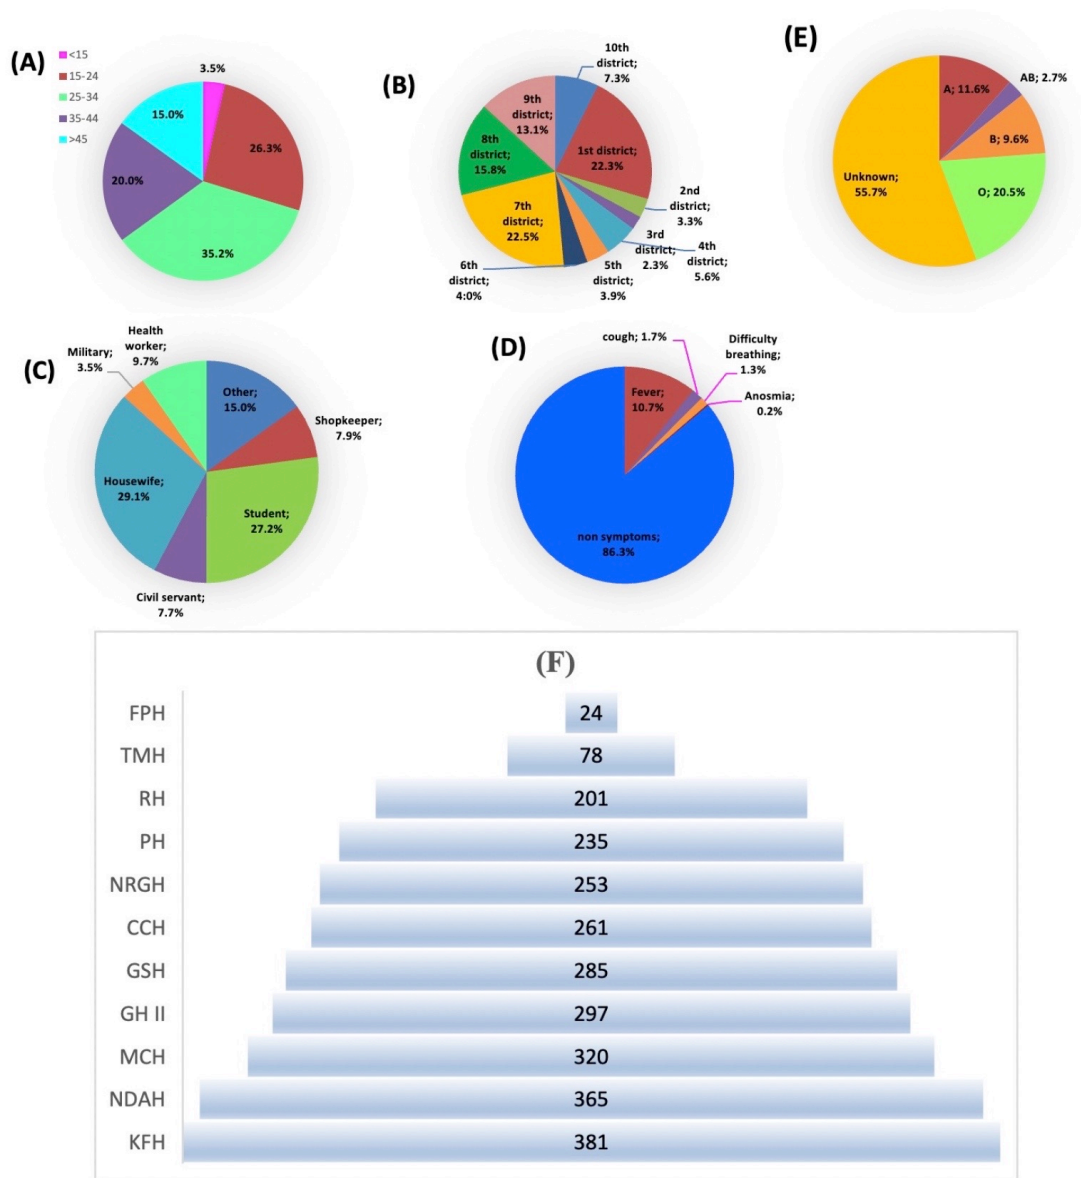 (A)
<15
15-24
25-34
35-44
>45
3.5%
26.3%
35.2%
20.0%
15.0%
(B)
10th
district;
7.3%
1st district;
22.3%
2nd
district;
3.3%
3rd
district;
2.3%
4th
district;
5.6%
5th
district;
3.9%
6th
district;
4:0%
7th
district;
22.5%
8th
district;
15.8%
9th
district;
13.1%
(E)
A; 11.6%
AB; 2.7%
B; 9.6%
O; 20.5%
Unknown;
55.7%
(C)
Other;
15.0%
Shopkeeper;
7.9%
Student;
27.2%
Civil servant;
7.7%
Housewife;
29.1%
Military;
3.5%
Health
worker;
9.7%
(D)
Fever;
10.7%
cough; 1.7%
Difficulty
breathing;
1.3%
Anosmia;
0.2%
non symptoms;
86.3%
(F)
FPH 24
TMH 78
RH 201
PH 235
NRGH 253
CCH 261
GSH 285
GH II 297
MCH 320
NDAH 365
KFH 381